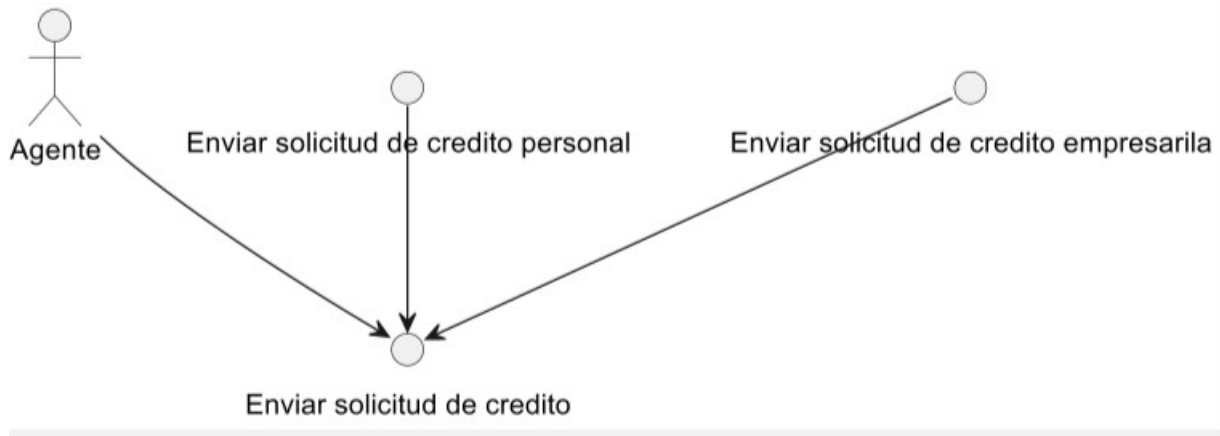 Agente
Enviar solicitud de credito personal
Enviar solicitud de credito empresarila
Enviar solicitud de credito